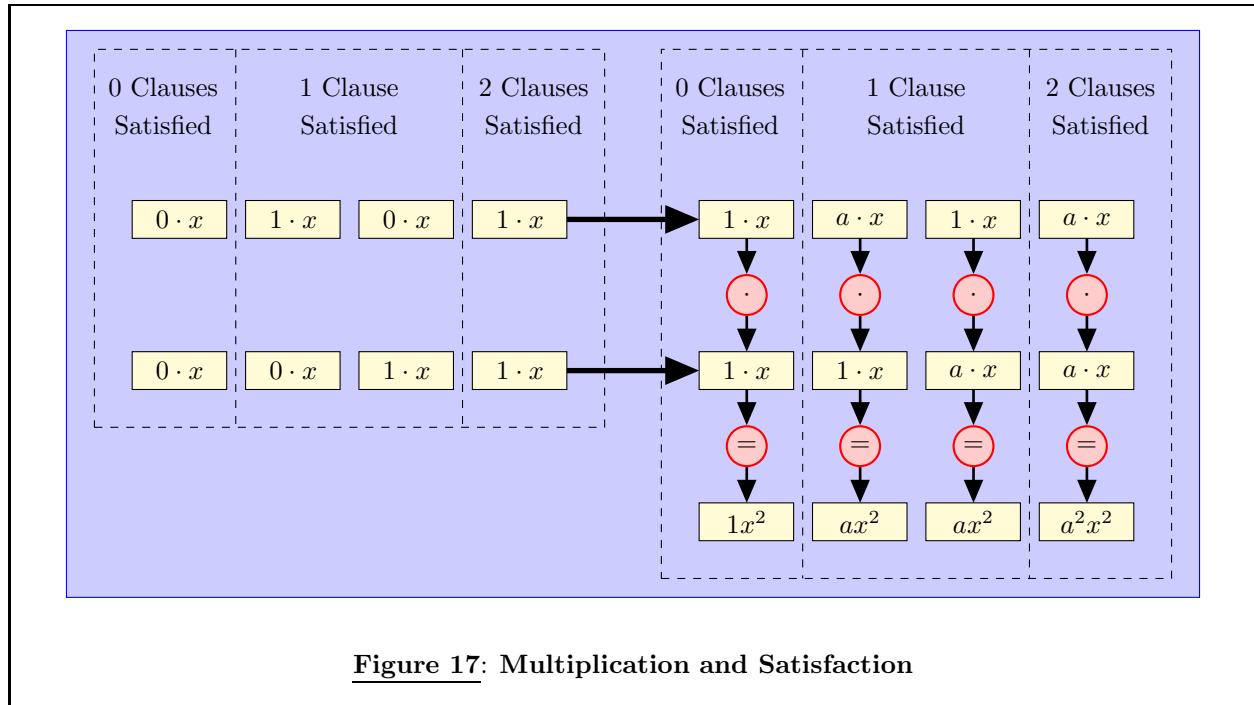 0 Clauses Satisfied
1 Clause Satisfied
2 Clauses Satisfied
0 Clauses Satisfied
1 Clause Satisfied
2 Clauses Satisfied
0 · x 1 · x 0 · x 1 · x 1 · x a · x 1 · x a · x
· · · ·
0 · x 0 · x 1 · x 1 · x 1 · x 1 · x a · x a · x
= = = =
1x² ax² ax² a²x²
Figure 17: Multiplication and Satisfaction